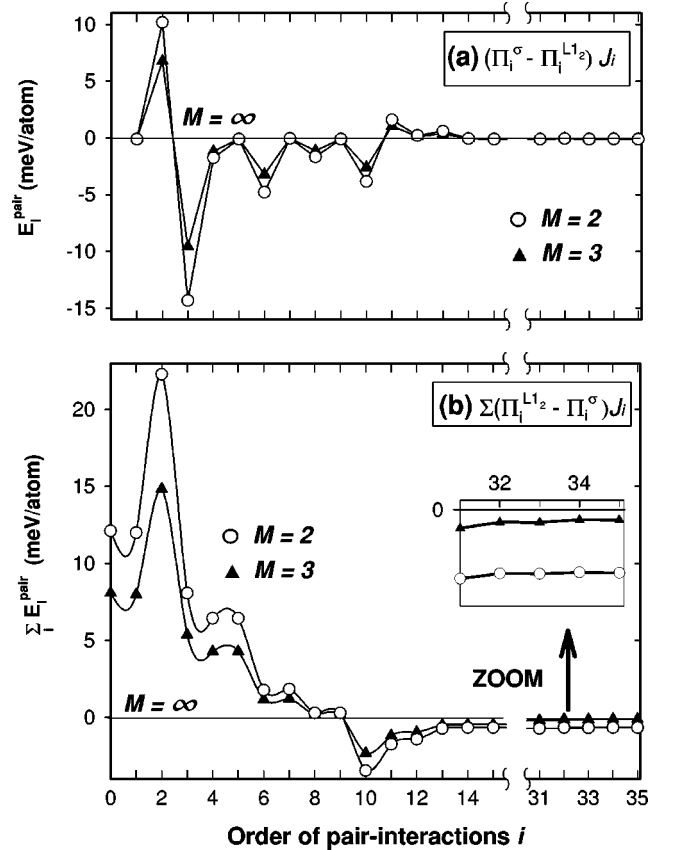 10
5
0
-5
-10
-15
E_i^pair (meV/atom)
(a) (Π_i^σ - Π_i^L1₂) J_i
M = ∞
M = 2
M = 3
20
15
10
5
0
Σ_i E_i^pair (meV/atom)
(b) Σ(Π_i^L1₂ - Π_i^σ)J_i
32 34
0
M = 2
M = 3
ZOOM
M = ∞
0 2 4 6 8 10 12 14 31 33 35
Order of pair-interactions i